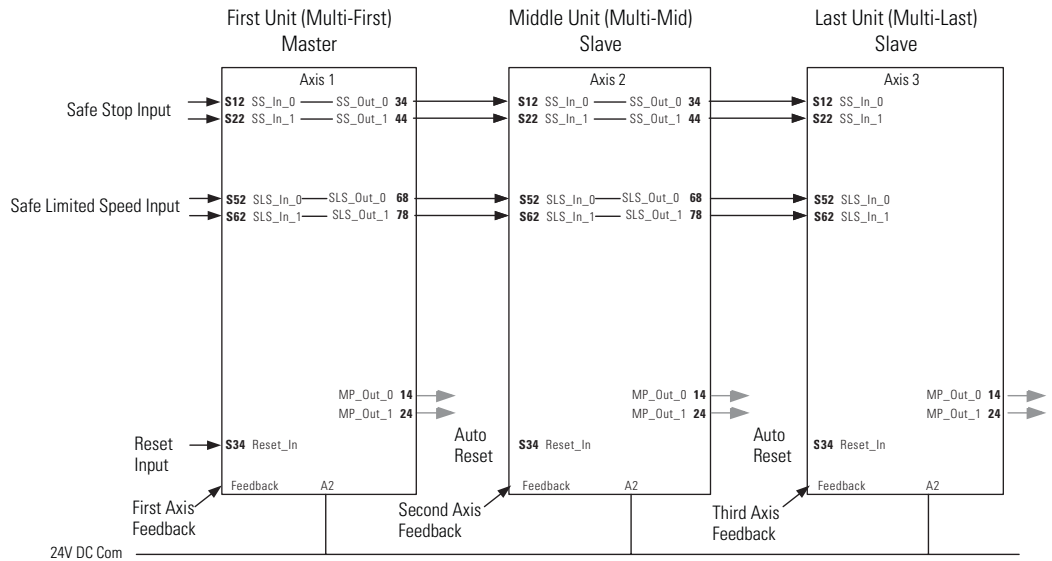 First Unit (Multi-First)
Master
Middle Unit (Multi-Mid)
Slave
Last Unit (Multi-Last)
Slave
Axis 1
Axis 2
Axis 3
Safe Stop Input
S12 SS_In_0 SS_Out_0 34
S22 SS_In_1 SS_Out_1 44
S12 SS_In_0 SS_Out_0 34
S22 SS_In_1 SS_Out_1 44
S12 SS_In_0
S22 SS_In_1
Safe Limited Speed Input
S52 SLS_In_0 SLS_Out_0 68
S62 SLS_In_1 SLS_Out_1 78
S52 SLS_In_0 SLS_Out_0 68
S62 SLS_In_1 SLS_Out_1 78
S52 SLS_In_0
S62 SLS_In_1
MP_Out_0 14
MP_Out_1 24
MP_Out_0 14
MP_Out_1 24
MP_Out_0 14
MP_Out_1 24
Reset
Input
S34 Reset_In
Auto
Reset
S34 Reset_In
Auto
Reset
S34 Reset_In
Feedback A2
Feedback A2
Feedback A2
First Axis
Feedback
Second Axis
Feedback
Third Axis
Feedback
24V DC Com